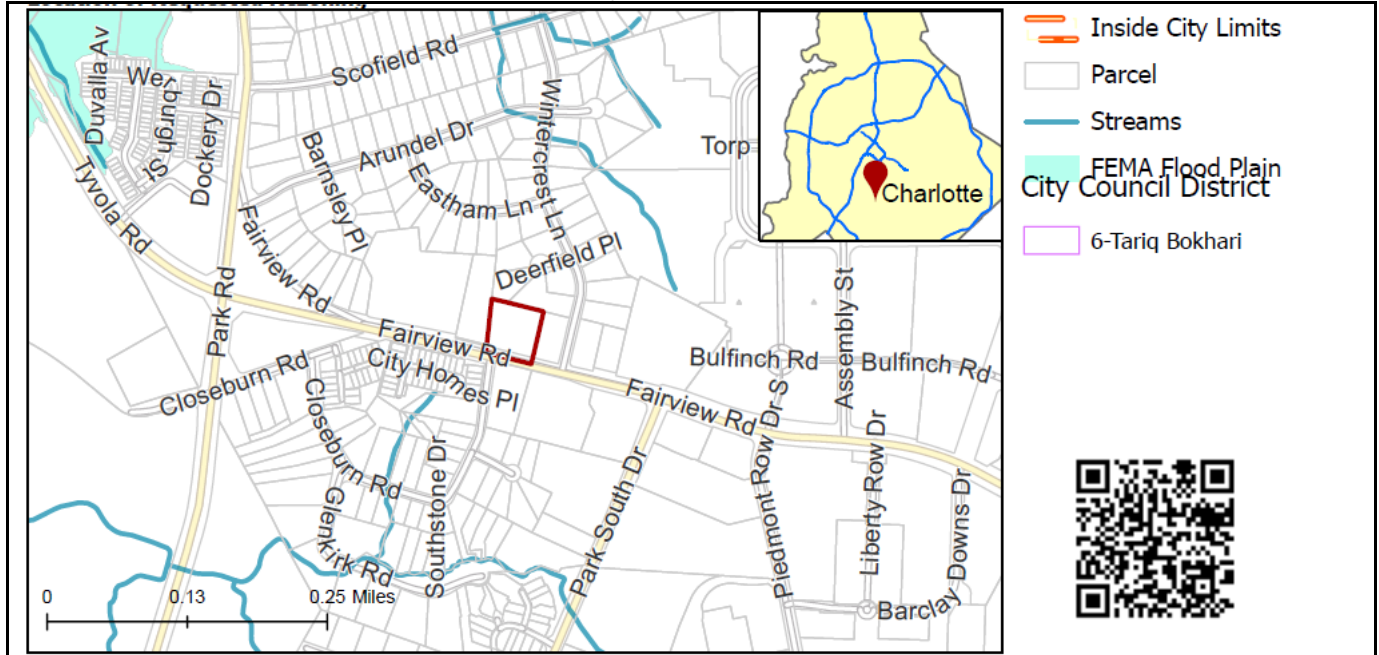 Scofield Rd
Duvalla Av
Wexburgh St
Dockery Dr
Wintercrest Ln
Arundel Dr
Barnsley Pl
Eastham Ln
Torp
Tyvola Rd
Fairview Rd
Deerfield Pl
Park Rd
Fairview Rd
City Homes Pl
Closeburn Rd
Closeburn Rd
Fairview Rd
Bulfinch Rd
Bulfinch Rd
Assembly St
Glenkirk Rd
Southstone Dr
Park South Dr
Piedmont Row Dr S
Liberty Row Dr
Barclay Downs Dr
0
0.13
0.25 Miles
Charlotte
Inside City Limits
Parcel
Streams
FEMA Flood Plain
City Council District
6-Tariq Bokhari